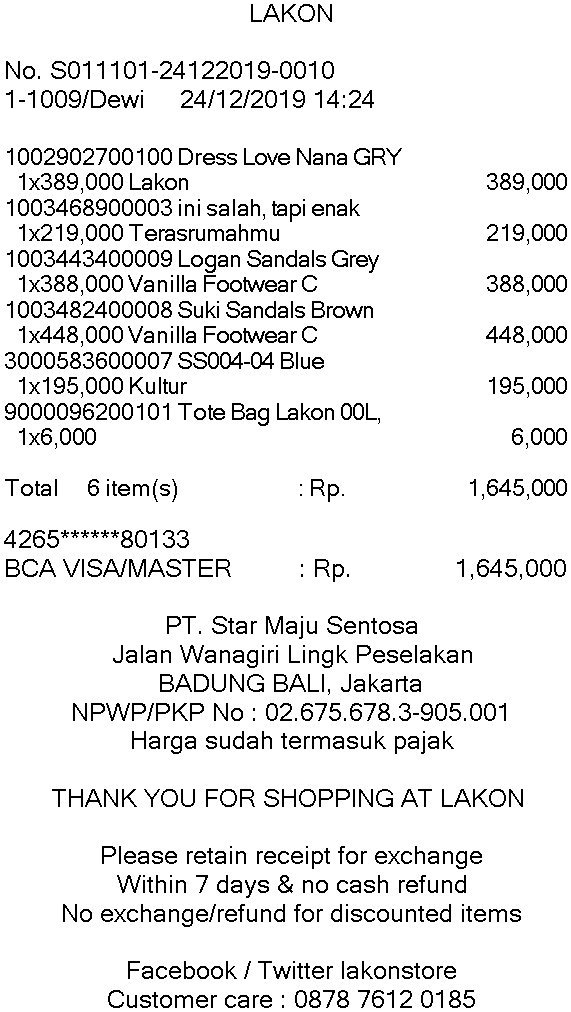 LAKON
No. S011101-24122019-0010
1-1009/Dewi 24/12/2019 14:24
1002902700100 Dress Love Nana GRY
1x389,000 Lakon 389,000
1003468900003 ini salah, tapi enak
1x219,000 Terasrumahmu 219,000
1003443400009 Logan Sandals Grey
1x388,000 Vanilla Footwear C 388,000
1003482400008 Suki Sandals Brown
1x448,000 Vanilla Footwear C 448,000
3000583600007 SS004-04 Blue
1x195,000 Kultur 195,000
9000096200101 Tote Bag Lakon 00L,
1x6,000 6,000
Total 6 item(s) : Rp. 1,645,000
4265******80133
BCA VISA/MASTER : Rp. 1,645,000
PT. Star Maju Sentosa
Jalan Wanagiri Lingk Peselakan
BADUNG BALI, Jakarta
NPWP/PKP No : 02.675.678.3-905.001
Harga sudah termasuk pajak
THANK YOU FOR SHOPPING AT LAKON
Please retain receipt for exchange
Within 7 days & no cash refund
No exchange/refund for discounted items
Facebook / Twitter lakonstore
Customer care : 0878 7612 0185